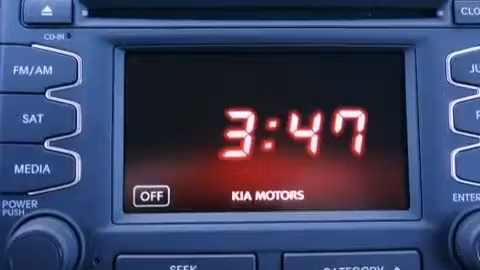 CLO
CD-IN
FM/AM
SAT
MEDIA
POWER
PUSH
3:47
OFF
KIA MOTORS
JU
ENTER
SEEK
CATEGORY